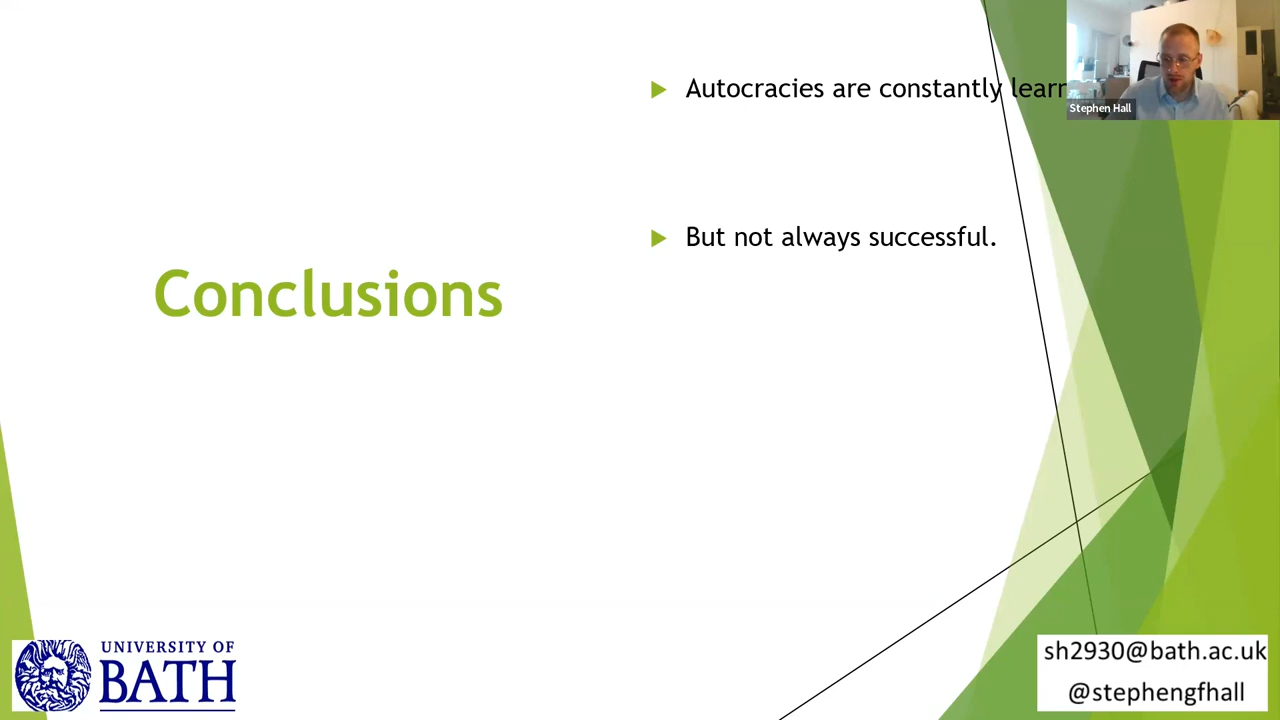 Autocracies are constantly learn
Stephen Hall
But not always successful.
Conclusions
UNIVERSITY OF
BATH
sh2930@bath.ac.uk
@stephengfhall